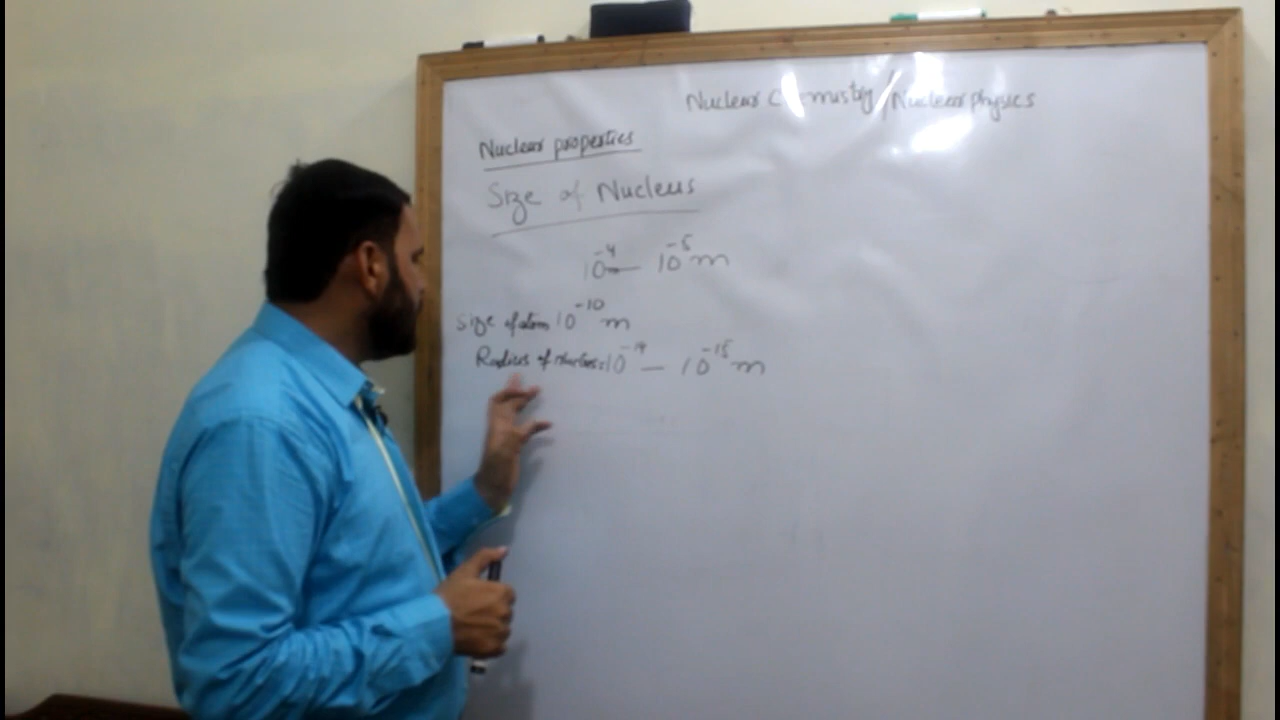 Nuclear Chemistry/Nuclear physics
Nuclear properties
Size of Nucleus
10⁻⁴ — 10⁻⁵ m
Size of atom 10⁻¹⁰ m
Radius of Nucleus = 10⁻¹⁴ — 10⁻¹⁵ m